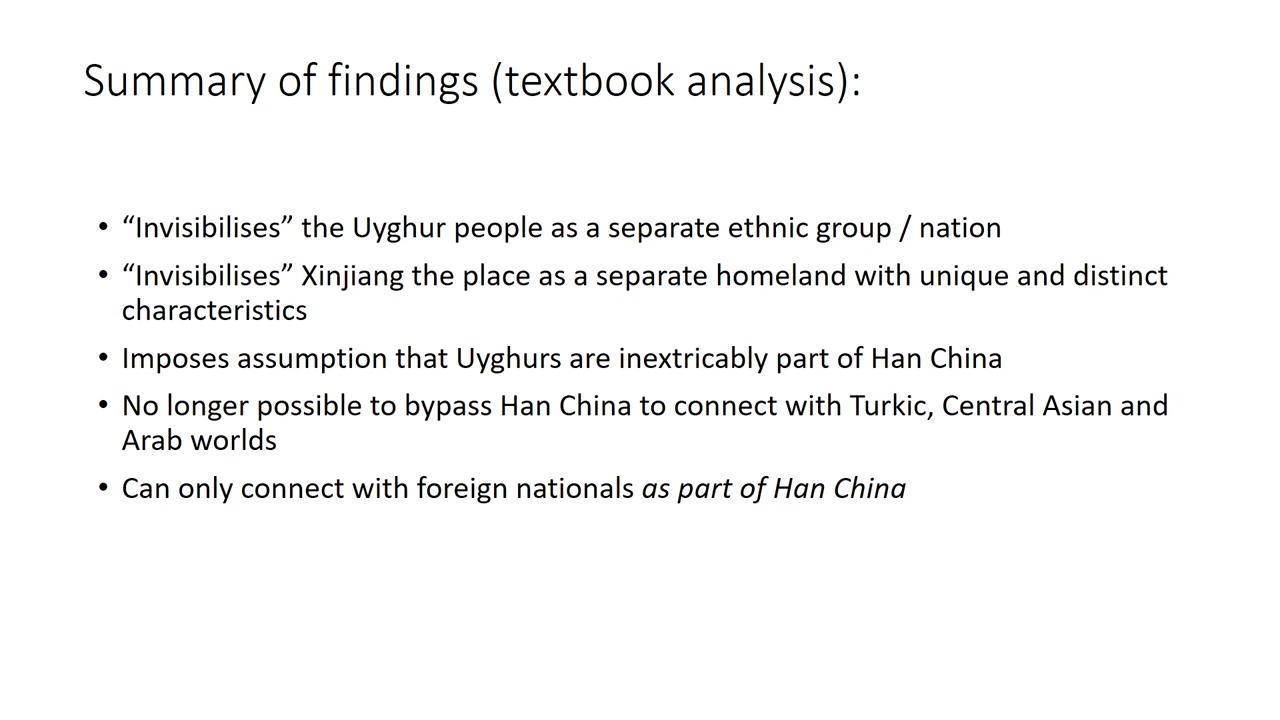 Summary of findings (textbook analysis):
• “Invisibilises” the Uyghur people as a separate ethnic group / nation
• “Invisibilises” Xinjiang the place as a separate homeland with unique and distinct
characteristics
• Imposes assumption that Uyghurs are inextricably part of Han China
• No longer possible to bypass Han China to connect with Turkic, Central Asian and
Arab worlds
• Can only connect with foreign nationals as part of Han China